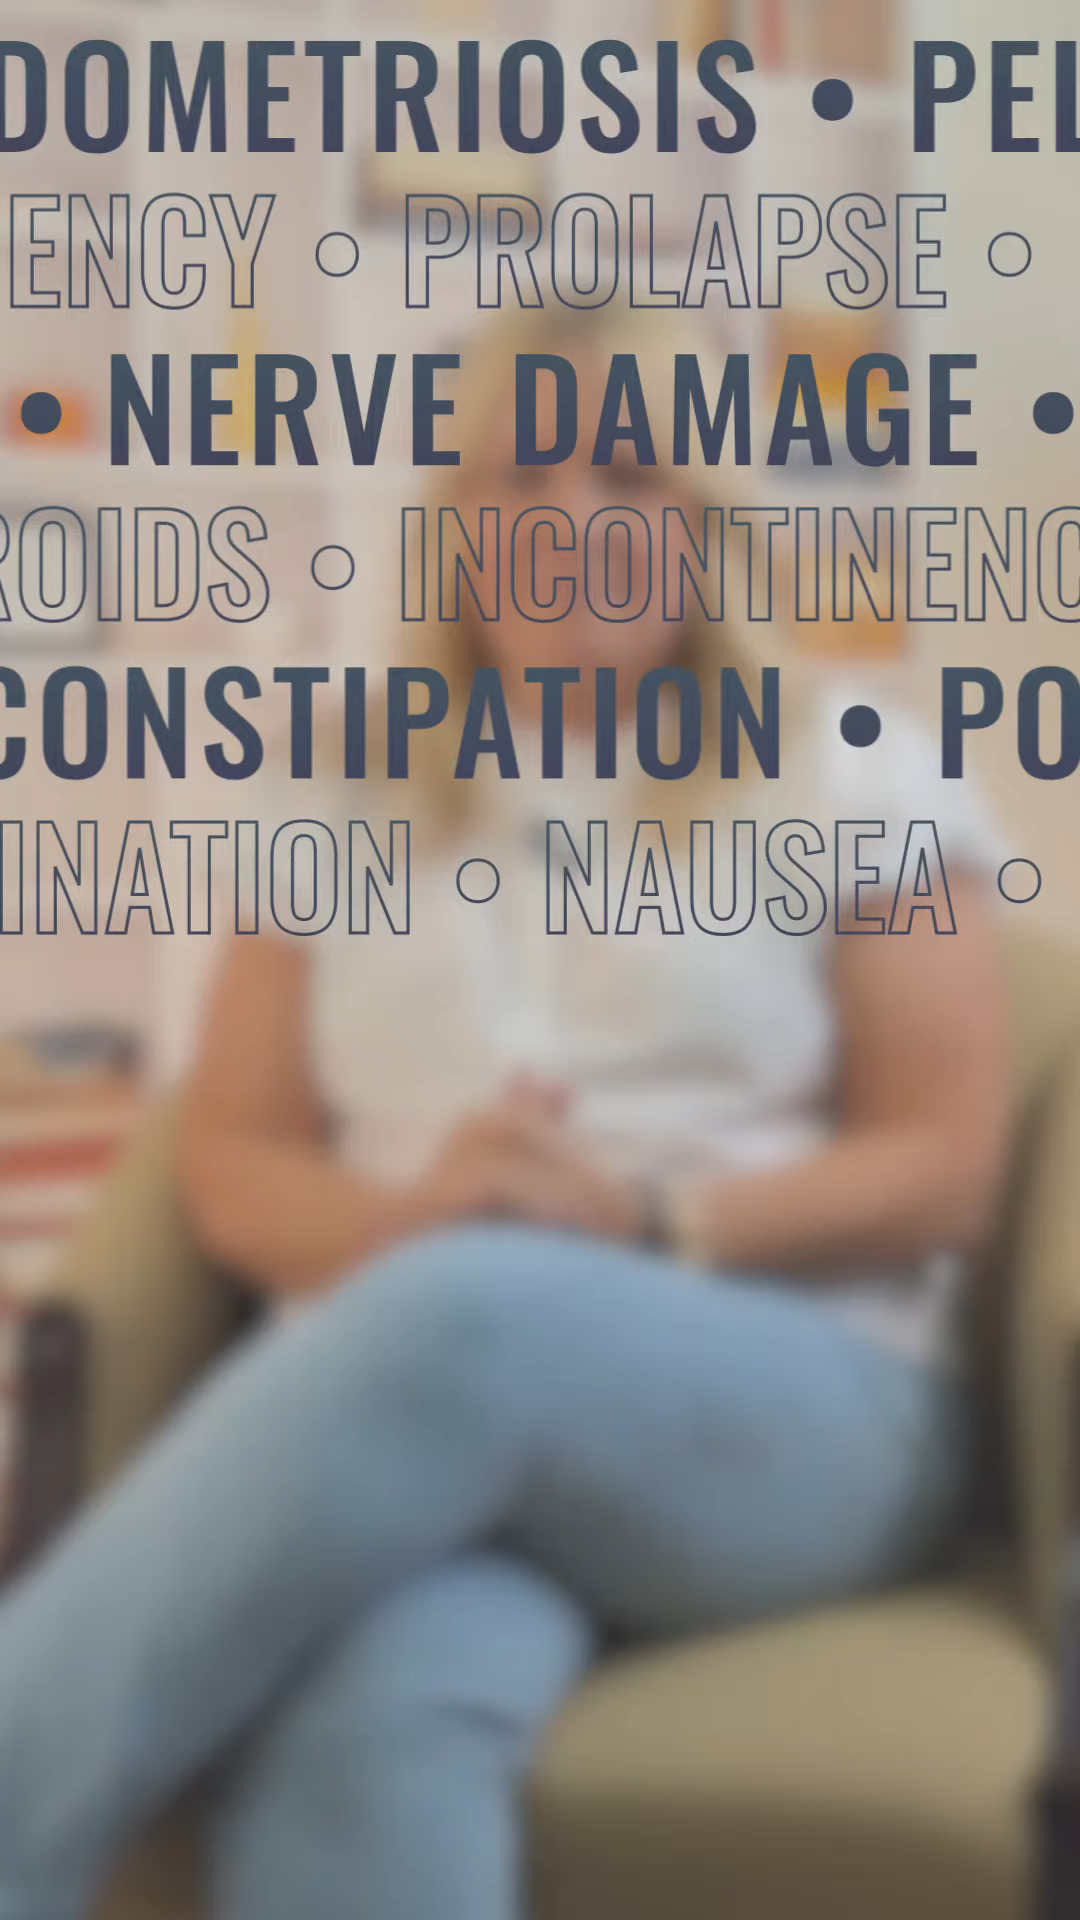 DOMETRIOSIS • PEL
ENCY • PROLAPSE •
• NERVE DAMAGE •
ROIDS • INCONTINENC
CONSTIPATION • PO
INATION • NAUSEA •